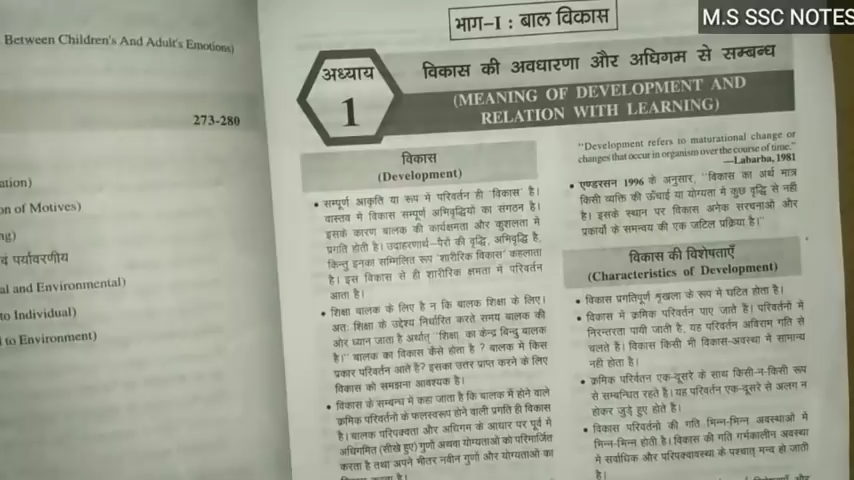 M.S SSC NOTES
Between Children's And Adult's Emotions)
273-280
ation)
on of Motives)
ng)
वं पर्यावरणीय
al and Environmental)
to Individual)
l to Environment)
भाग-I : बाल विकास
अध्याय
1
विकास की अवधारणा और अधिगम से सम्बन्ध
(MEANING OF DEVELOPMENT AND
RELATION WITH LEARNING)
विकास
(Development)
• सम्पूर्ण आकृति या रूप में परिवर्तन ही "विकास" है।
वास्तव में विकास सम्पूर्ण अभिवृद्धियों का संगठन है।
इसके कारण बालक की कार्यक्षमता और कुशलता में
प्रगति होती है। उदाहरणार्थ–पैरों की वृद्धि, अभिवृद्धि है,
किन्तु इनका सम्मिलित रूप "शारीरिक विकास" कहलाता
है। इस विकास से ही शारीरिक क्षमता में परिवर्तन
आता है।
• शिक्षा बालक के लिए है न कि बालक शिक्षा के लिए।
अतः शिक्षा के उद्देश्य निर्धारित करते समय बालक की
ओर ध्यान जाता है अर्थात् "शिक्षा का केन्द्र बिन्दु बालक
है।" बालक का विकास कैसे होता है ? बालक में किस
प्रकार परिवर्तन आते है? इसका उत्तर प्राप्त करने के लिए
विकास को समझना आवश्यक है।
• विकास के सम्बन्ध में कहा जाता है कि बालक में होने वाले
क्रमिक परिवर्तनों के फलस्वरूप होने वाली प्रगति ही विकास
है। बालक परिपक्वता और अधिगम के आधार पर पूर्व में
अधिगमित (सीखे हुए) गुणों अथवा योग्यताओं को परिमार्जित
करता है तथा अपने भीतर नवीन गुणों और योग्यताओं का
"Development refers to maturational change or
changes that occur in organism over the course of time."
—Labarba, 1981
• एण्डरसन 1996 के अनुसार, "विकास का अर्थ मात्र
किसी व्यक्ति की ऊँचाई या योग्यता में कुछ वृद्धि से नहीं
है। इसके स्थान पर विकास अनेक संरचनाओं और
प्रकार्यों के समन्वय की एक जटिल प्रक्रिया है।"
विकास की विशेषताएँ
(Characteristics of Development)
• विकास प्रगतिपूर्ण श्रृंखला के रूप में घटित होता है।
• विकास में क्रमिक परिवर्तन पाए जाते हैं। परिवर्तनों में
निरन्तरता पायी जाती है, यह परिवर्तन अविराम गति से
चलते हैं। विकास किसी भी विकास-अवस्था में सामान्य
नहीं होता है।
• क्रमिक परिर्वतन एक-दूसरे के साथ किसी-न-किसी रूप
से सम्बन्धित रहते है। यह परिवर्तन एक-दूसरे से अलग न
होकर जुड़े हुए होते है।
• विकास परिवर्तनों की गति भिन्न-भिन्न अवस्थाओं में
भिन्न-भिन्न होती है। विकास की गति गर्भकालीन अवस्था
में सर्वाधिक और परिपक्वावस्था के पश्चात् मन्द हो जाती
है।